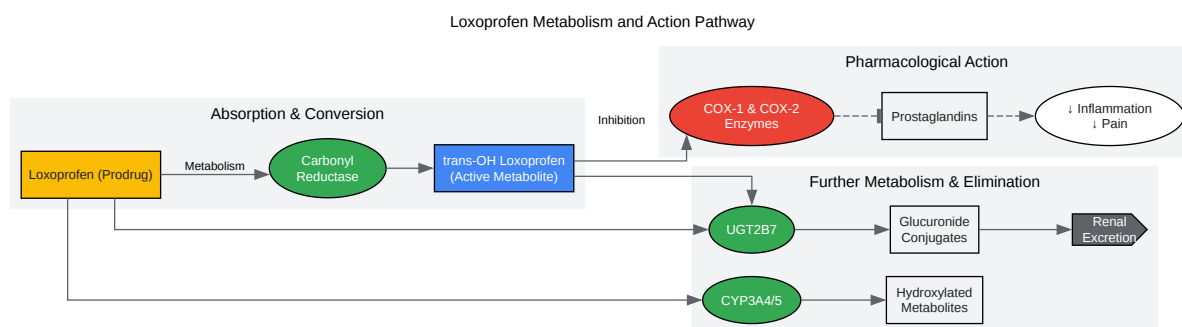 Loxoprofen Metabolism and Action Pathway
Pharmacological Action
Absorption & Conversion
Inhibition
COX-1 & COX-2
Enzymes
Prostaglandins
↓ Inflammation
↓ Pain
Loxoprofen (Prodrug)
Metabolism
Carbonyl
Reductase
trans-OH Loxoprofen
(Active Metabolite)
Further Metabolism & Elimination
UGT2B7
Glucuronide
Conjugates
Renal
Excretion
CYP3A4/5
Hydroxylated
Metabolites